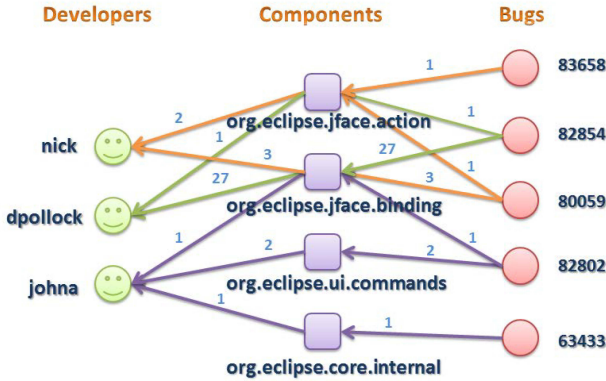 Developers Components Bugs
1 83658
2 org.eclipse.jface.action 1 82854
nick 1 27
3 1
27 3 80059
dpollock org.eclipse.jface.binding
1 2 2 1 82802
johna org.eclipse.ui.commands
1 1 63433
org.eclipse.core.internal